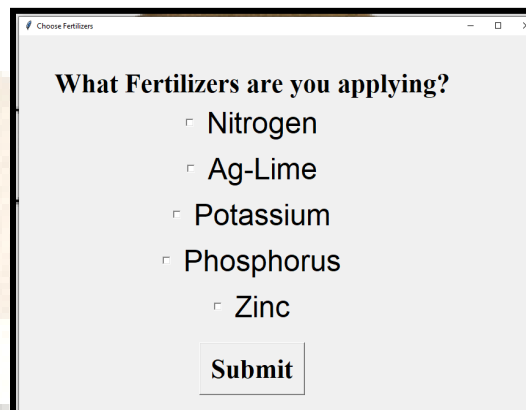 Choose Fertilizers
What Fertilizers are you applying?
Nitrogen
Ag-Lime
Potassium
Phosphorus
Zinc
Submit